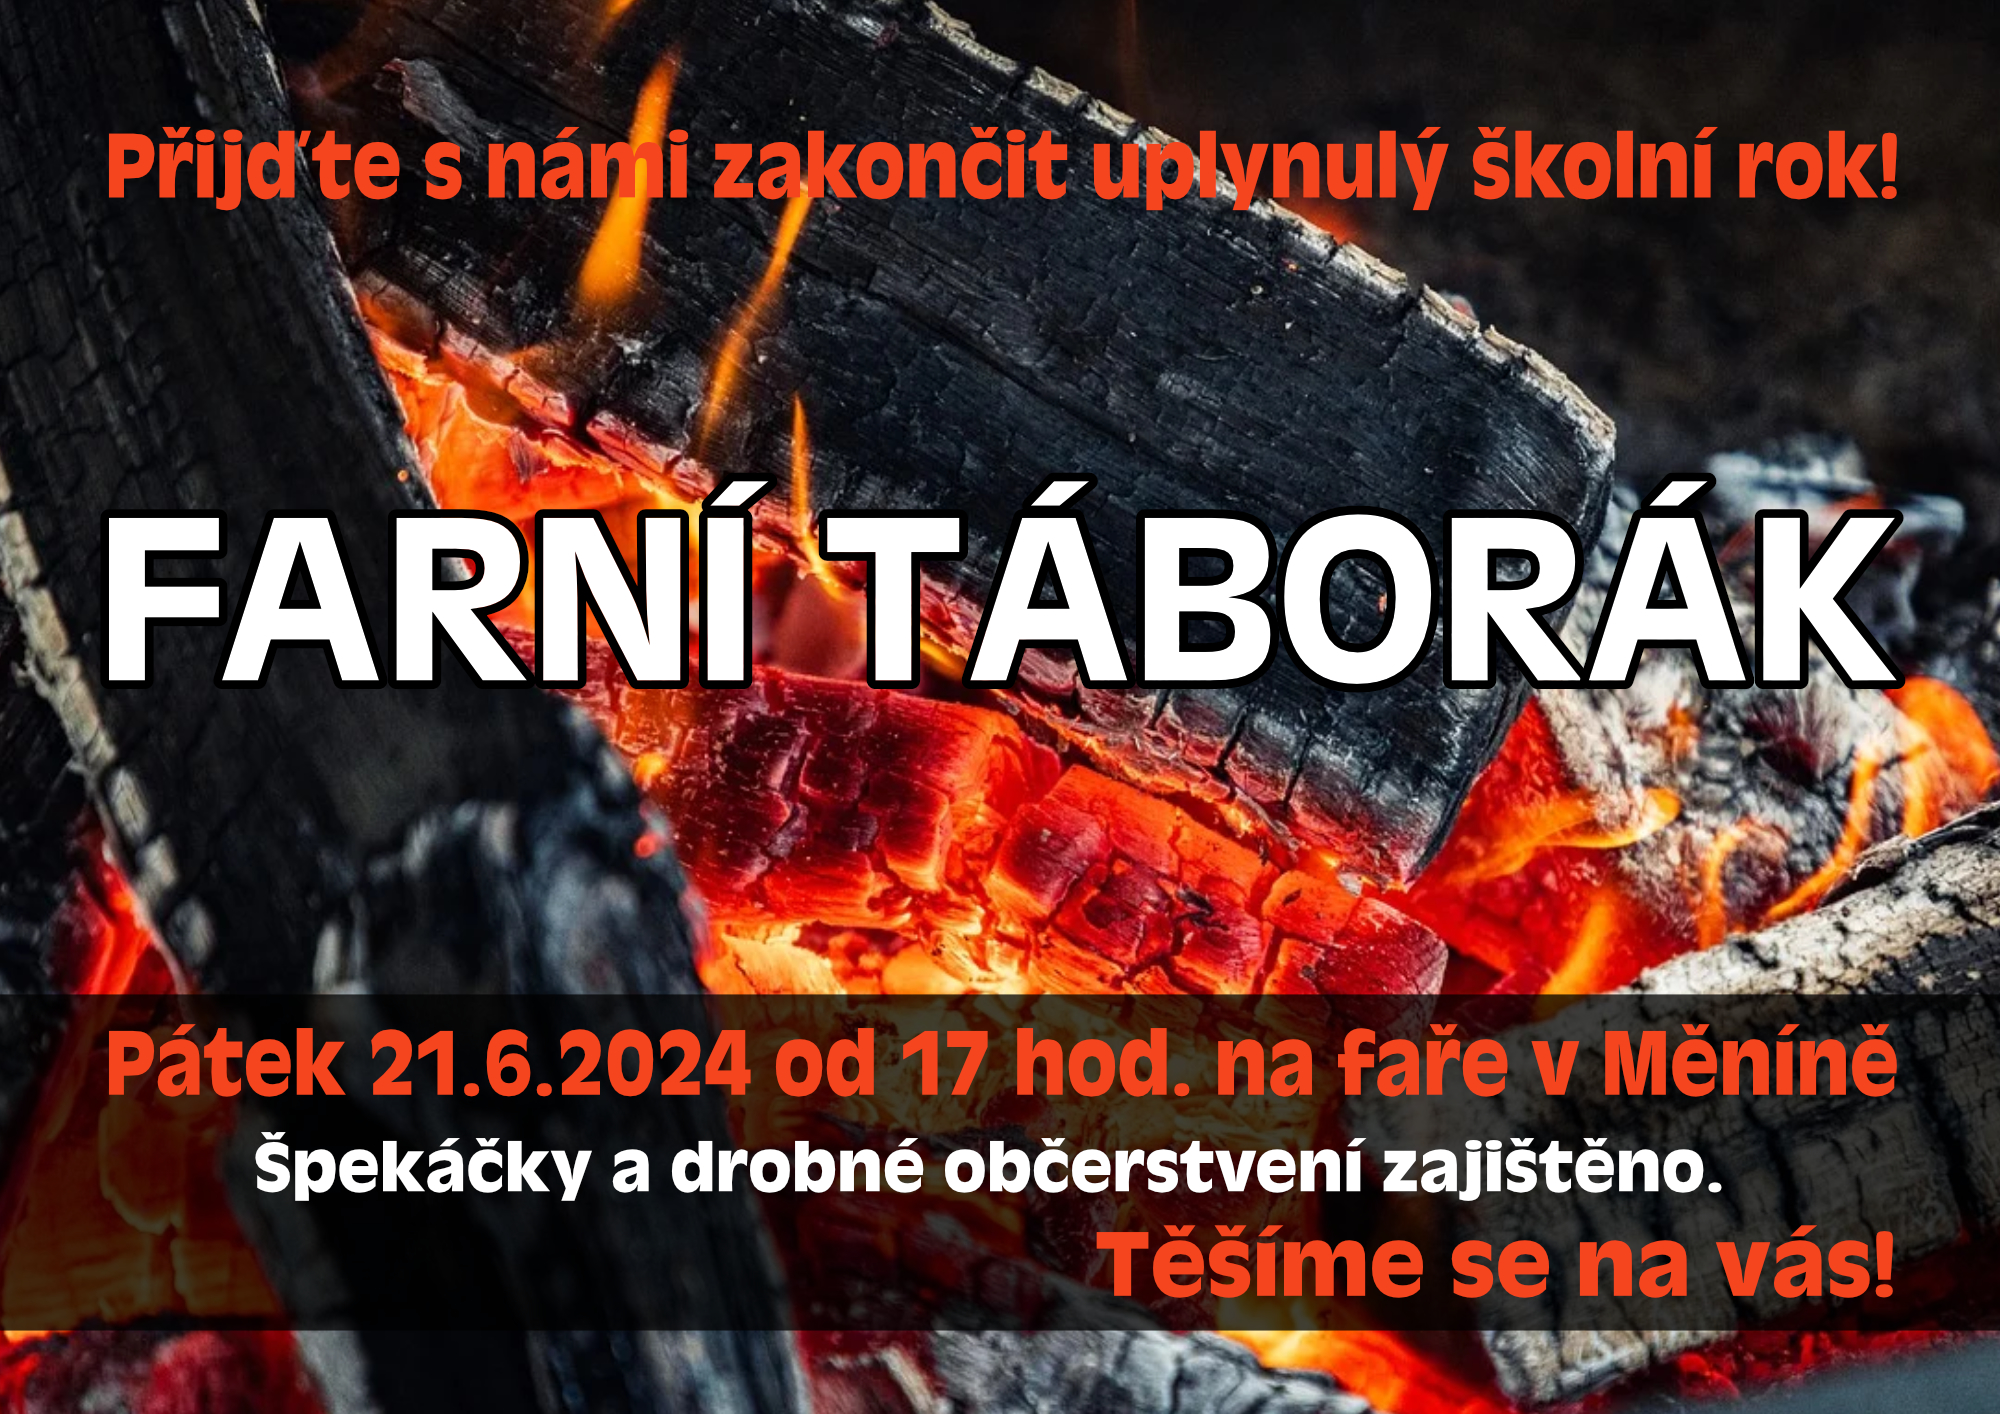 Přijďte s námi zakončit uplynulý školní rok!
FARNÍ TÁBORÁK
Pátek 21.6.2024 od 17 hod. na faře v Měníně
Špekáčky a drobné občerstvení zajištěno.
Těšíme se na vás!